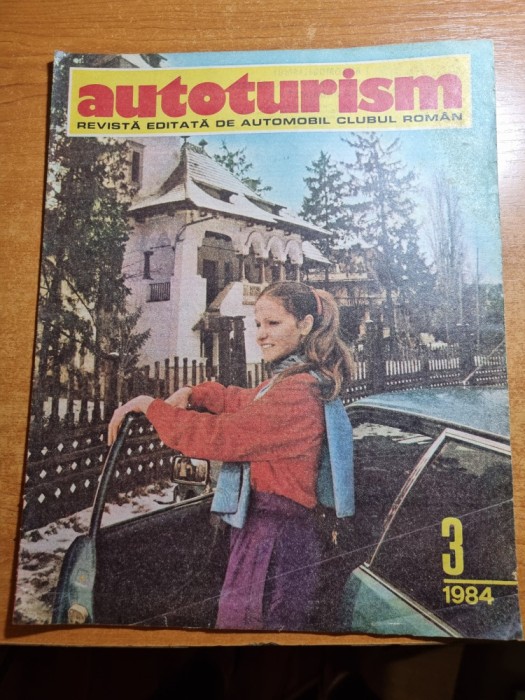 autoturism
REVISTĂ EDITATĂ DE AUTOMOBIL CLUBUL ROMÂN
3
1984